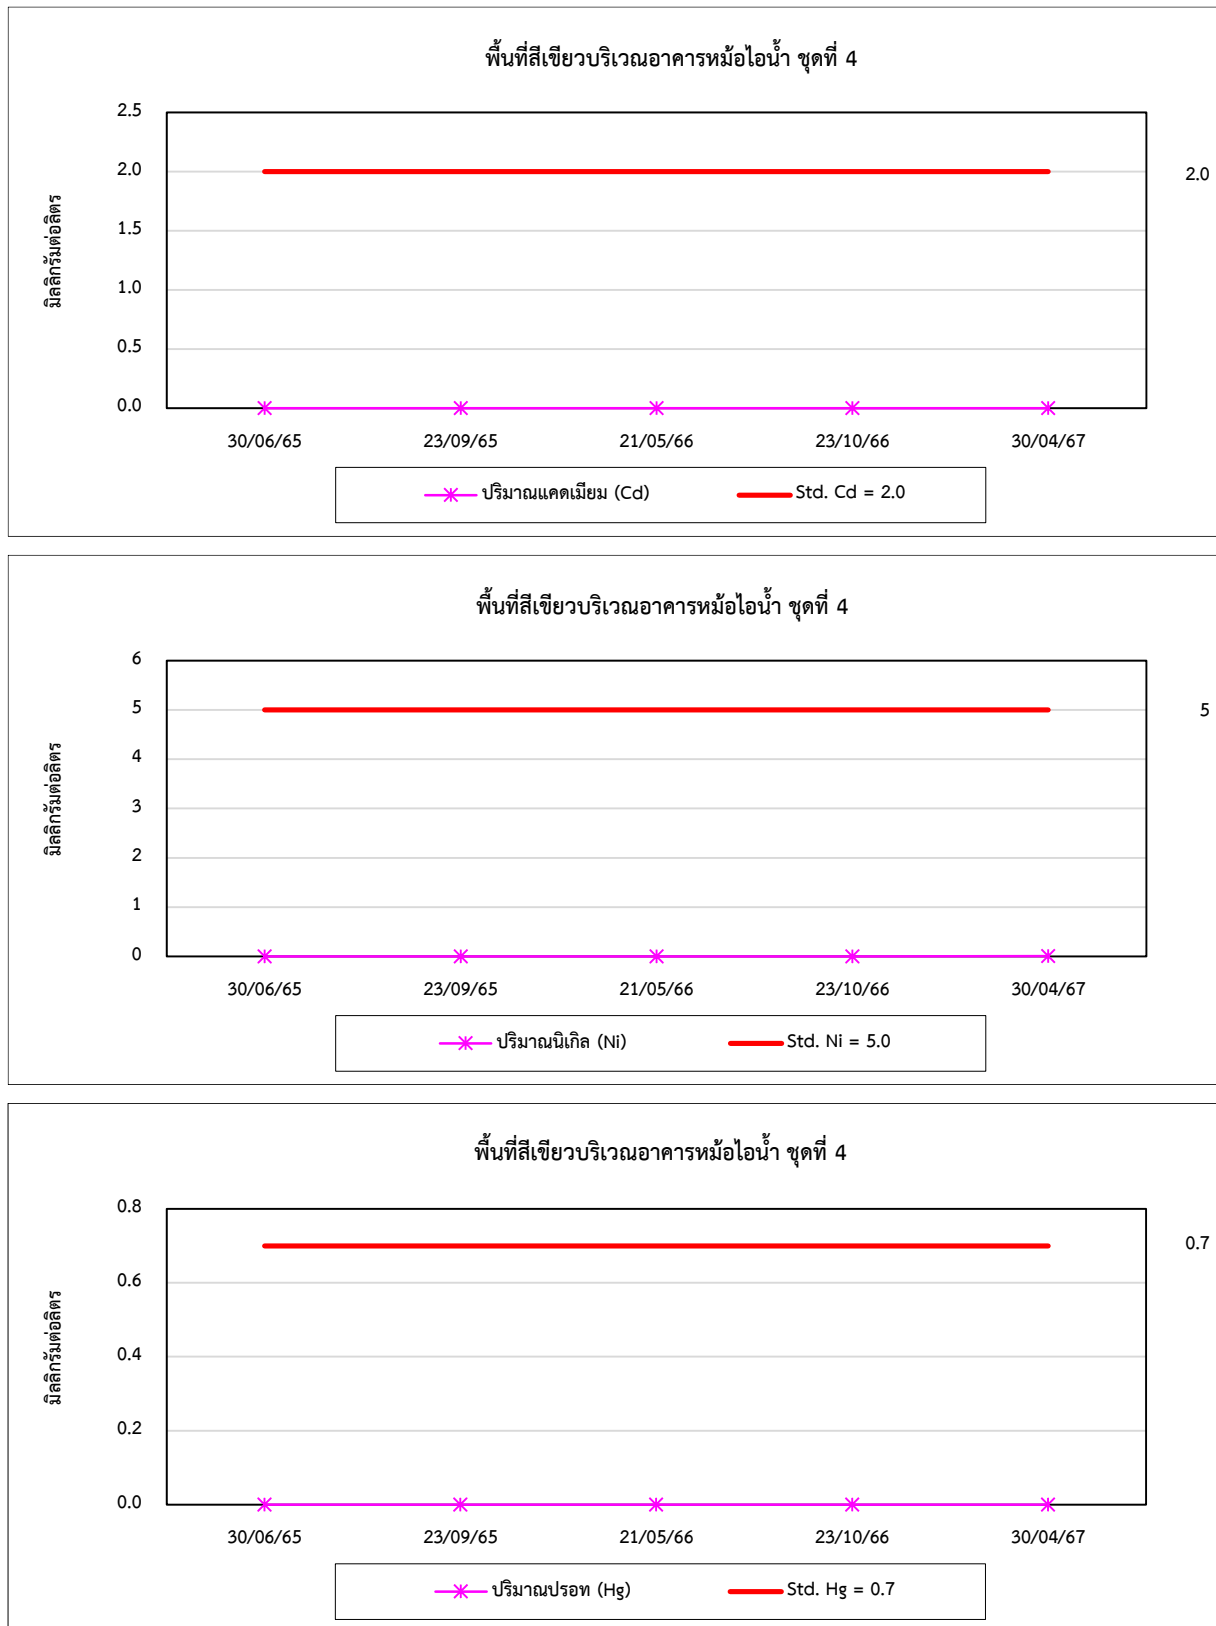 พื้นที่สีเขียวบริเวณอาคารหม้อไอน้ำ ชุดที่ 4
มิลลิกรัมต่อลิตร
2.5
2.0
1.5
1.0
0.5
0.0
2.0
30/06/65 23/09/65 21/05/66 23/10/66 30/04/67
ปริมาณแคดเมียม (Cd) Std. Cd = 2.0
พื้นที่สีเขียวบริเวณอาคารหม้อไอน้ำ ชุดที่ 4
มิลลิกรัมต่อลิตร
6
5
4
3
2
1
0
5
30/06/65 23/09/65 21/05/66 23/10/66 30/04/67
ปริมาณนิเกิล (Ni) Std. Ni = 5.0
พื้นที่สีเขียวบริเวณอาคารหม้อไอน้ำ ชุดที่ 4
มิลลิกรัมต่อลิตร
0.8
0.6
0.4
0.2
0.0
0.7
30/06/65 23/09/65 21/05/66 23/10/66 30/04/67
ปริมาณปรอท (Hg) Std. Hg = 0.7